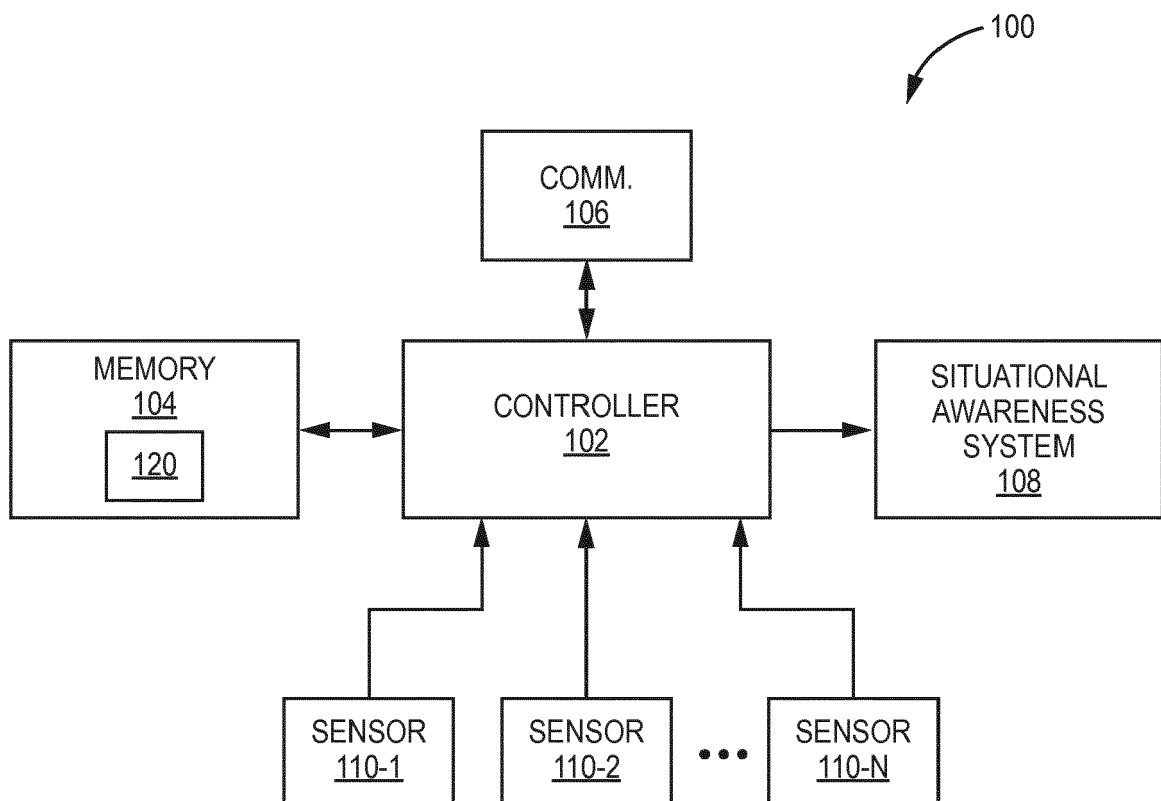 100
COMM.
106
MEMORY
104
120
CONTROLLER
102
SITUATIONAL
AWARENESS
SYSTEM
108
SENSOR
110-1
SENSOR
110-2
•••
SENSOR
110-N